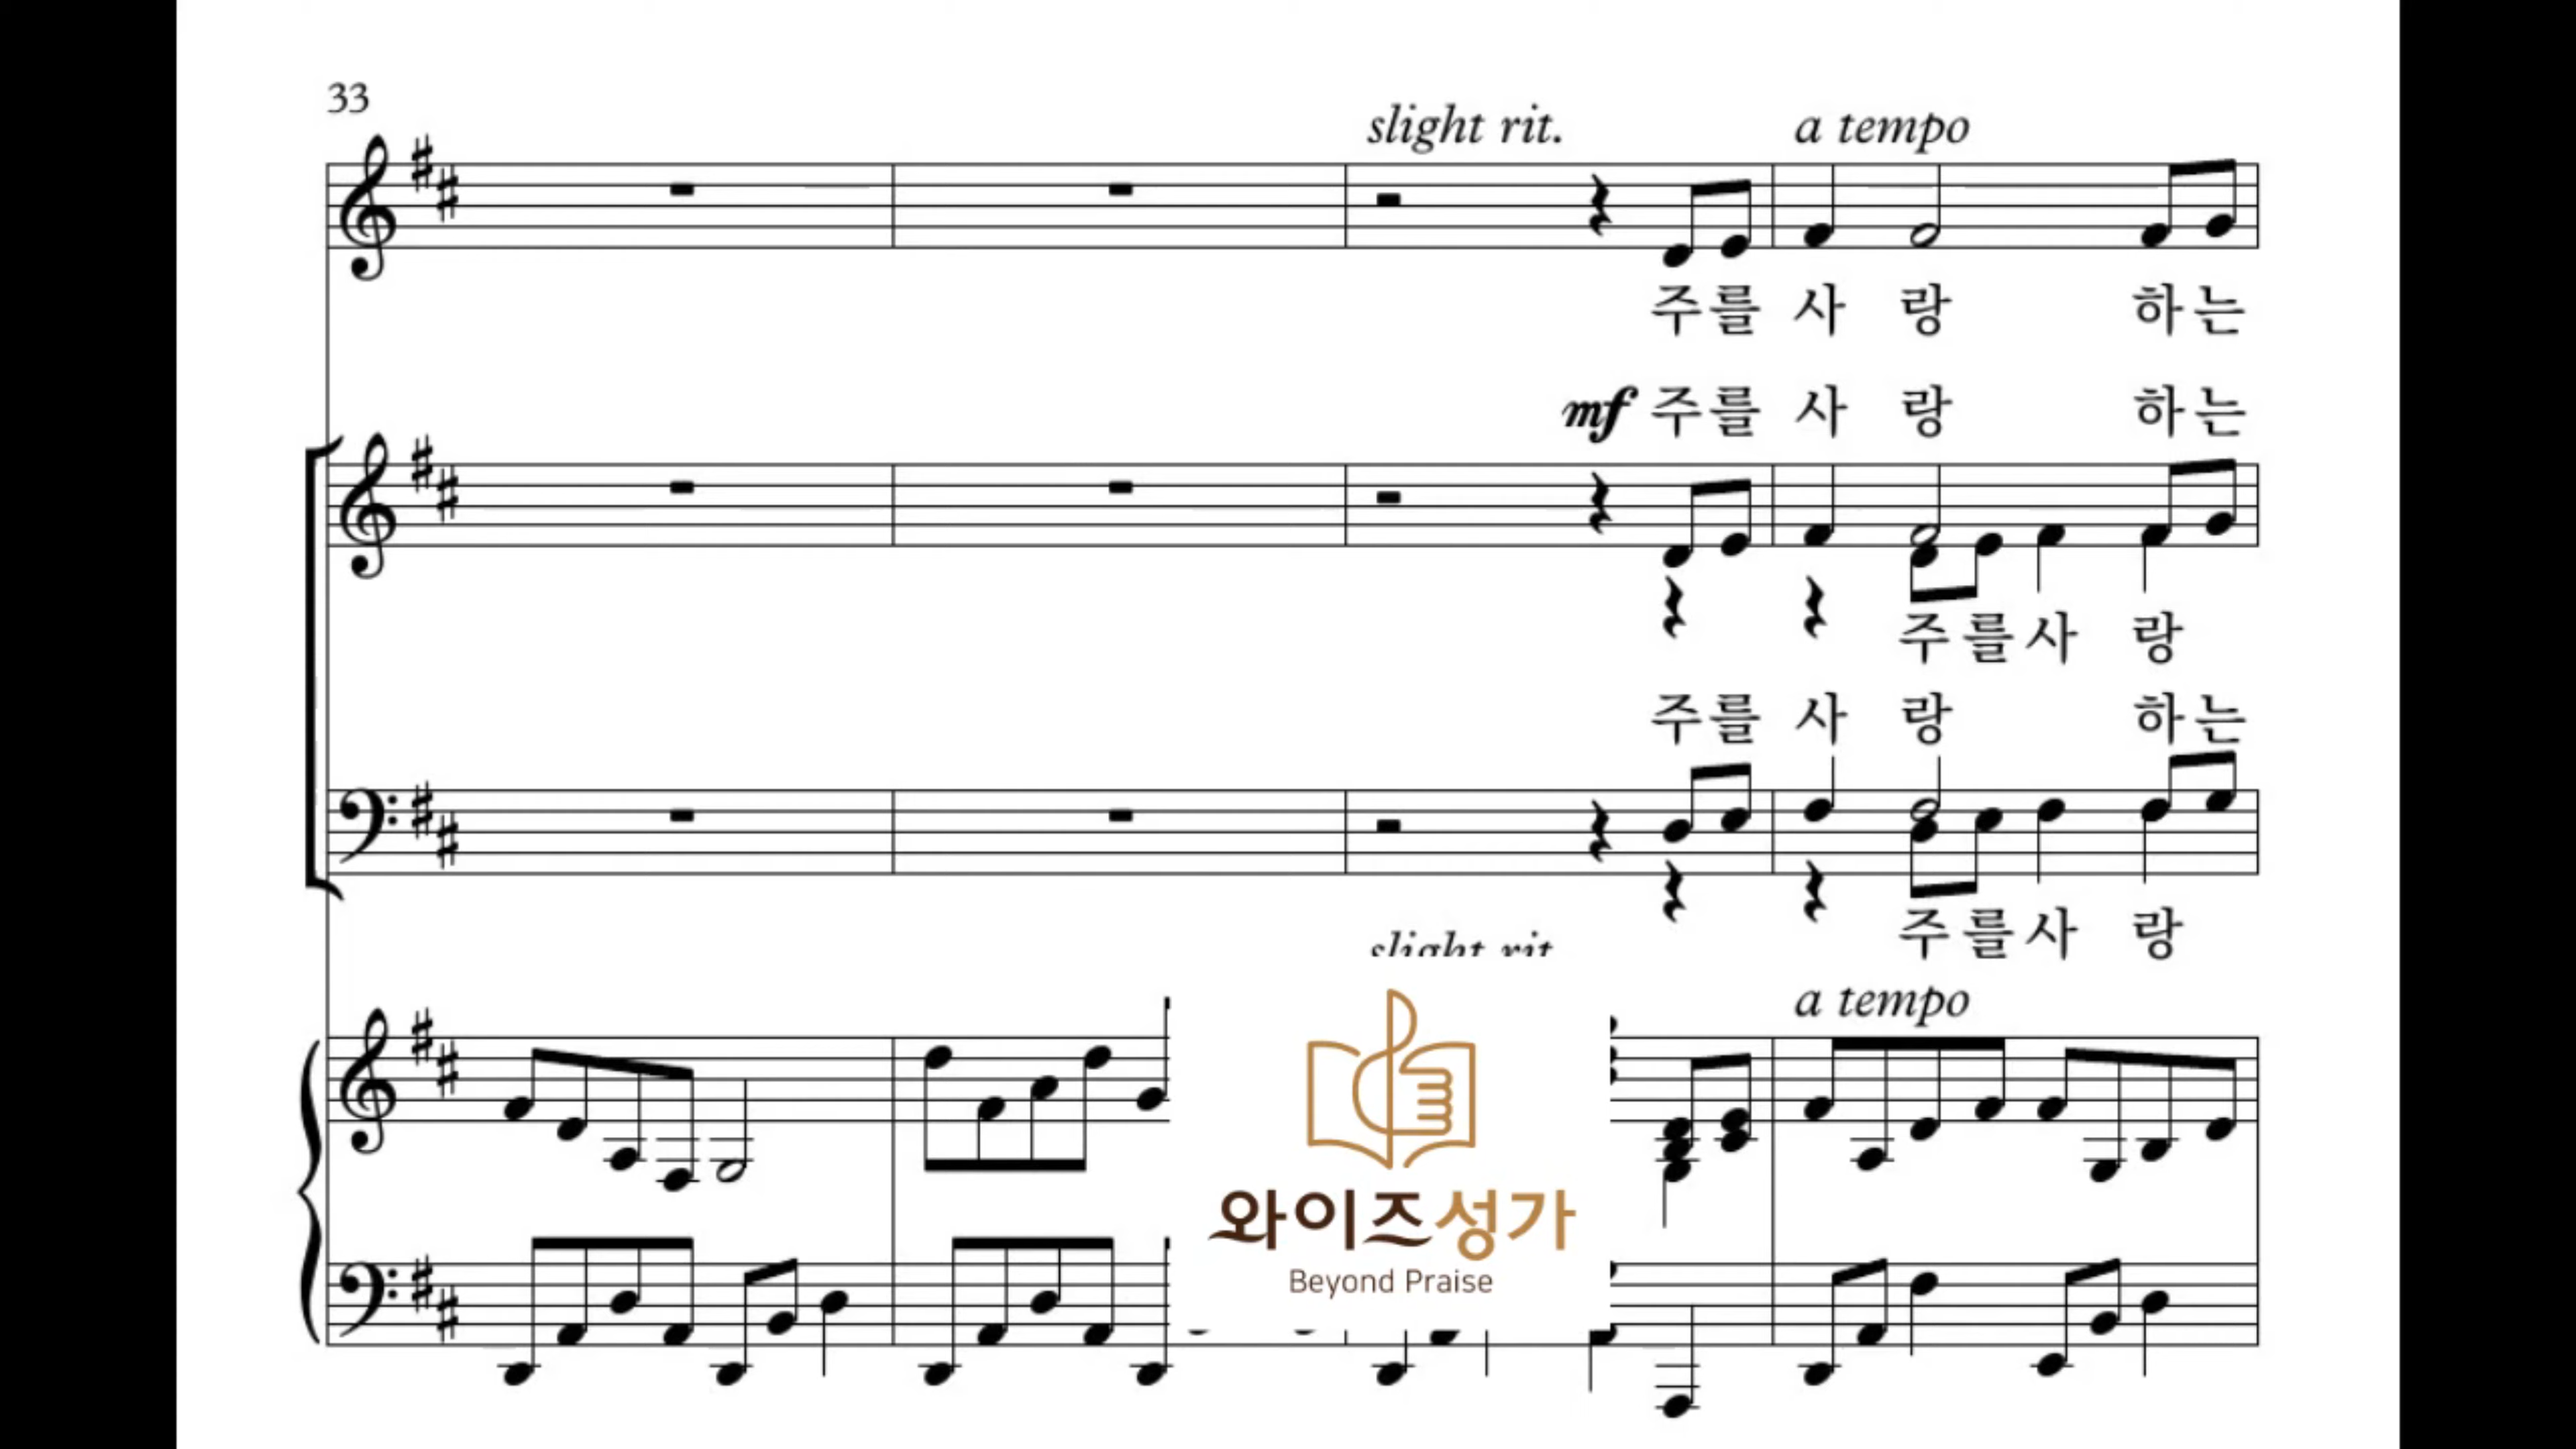 33
slight rit. a tempo
주를 사 랑 하는
mf 주를 사 랑 하는
주를사 랑
주를 사 랑 하는
주를사 랑
slight rit
a tempo
와이즈성가
Beyond Praise